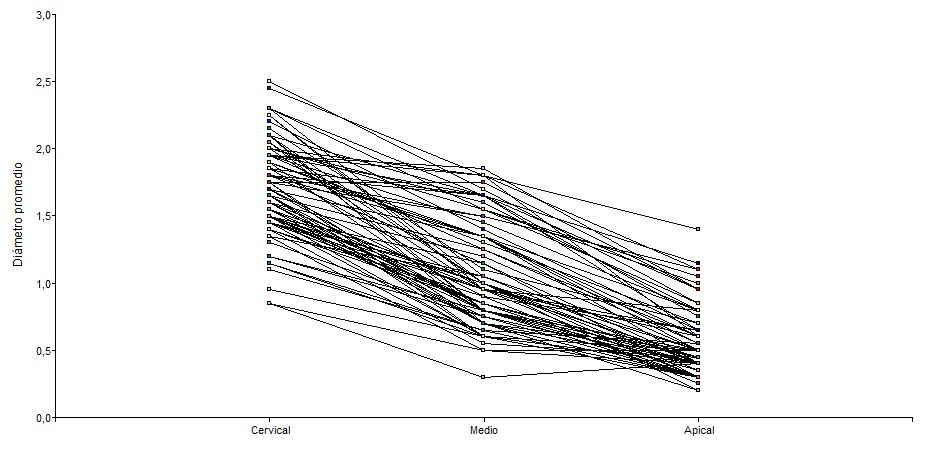 3,0
2,5
2,0
1,5
1,0
0,5
0,0
Diámetro promedio
Cervical
Medio
Apical